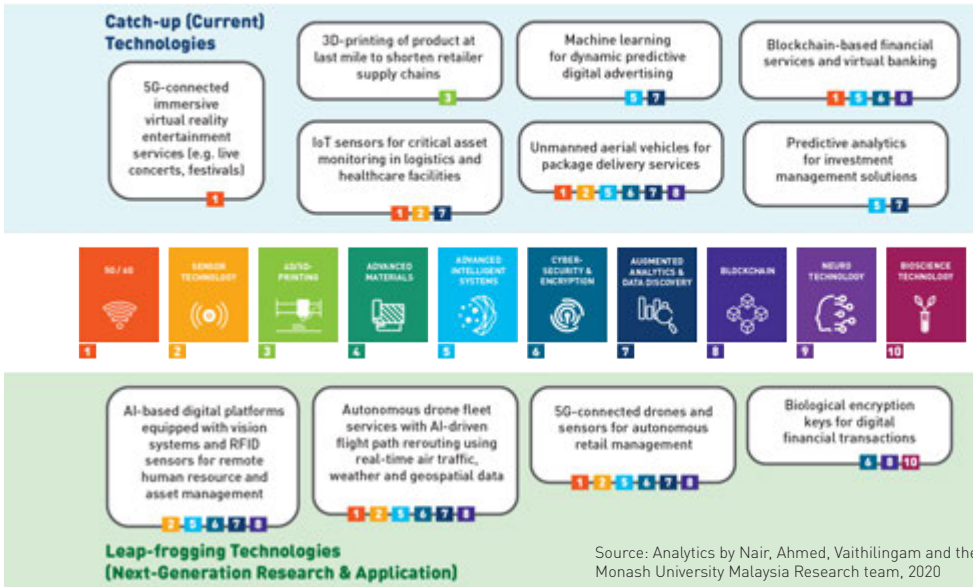 Catch-up (Current)
Technologies
5G-connected
immersive
virtual reality
entertainment
services (e.g. live
concerts, festivals)
1
3D-printing of product at
last mile to shorten retailer
supply chains
3
Machine learning
for dynamic predictive
digital advertising
5 7
Blockchain-based financial
services and virtual banking
1 5 6 8
IoT sensors for critical asset
monitoring in logistics and
healthcare facilities
1 2 7
Unmanned aerial vehicles for
package delivery services
1 2 5 6 7 8
Predictive analytics
for investment
management solutions
5 7
5G / 6G
1
SENSOR
TECHNOLOGY
2
4D/5D-
PRINTING
3
ADVANCED
MATERIALS
4
ADVANCED
INTELLIGENT
SYSTEMS
5
CYBER-
SECURITY &
ENCRYPTION
6
AUGMENTED
ANALYTICS &
DATA DISCOVERY
7
BLOCKCHAIN
8
NEURO
TECHNOLOGY
9
BIOSCIENCE
TECHNOLOGY
10
AI-based digital platforms
equipped with vision
systems and RFID
sensors for remote
human resource and
asset management
2 5 6 7 8
Autonomous drone fleet
services with AI-driven
flight path rerouting using
real-time air traffic,
weather and geospatial data
1 2 5 6 7 8
5G-connected drones and
sensors for autonomous
retail management
1 2 5 6 7 8
Biological encryption
keys for digital
financial transactions
6 8 10
Leap-frogging Technologies
(Next-Generation Research & Application)
Source: Analytics by Nair, Ahmed, Vaithilingam and the
Monash University Malaysia Research team, 2020